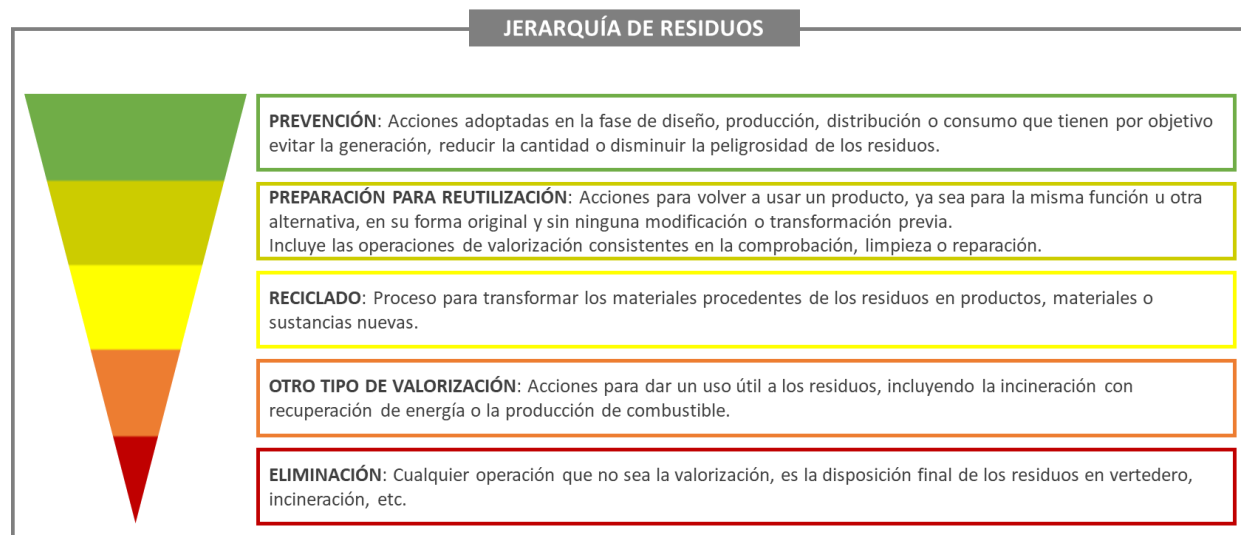 JERARQUÍA DE RESIDUOS
PREVENCIÓN: Acciones adoptadas en la fase de diseño, producción, distribución o consumo que tienen por objetivo
evitar la generación, reducir la cantidad o disminuir la peligrosidad de los residuos.
PREPARACIÓN PARA REUTILIZACIÓN: Acciones para volver a usar un producto, ya sea para la misma función u otra
alternativa, en su forma original y sin ninguna modificación o transformación previa.
Incluye las operaciones de valorización consistentes en la comprobación, limpieza o reparación.
RECICLADO: Proceso para transformar los materiales procedentes de los residuos en productos, materiales o
sustancias nuevas.
OTRO TIPO DE VALORIZACIÓN: Acciones para dar un uso útil a los residuos, incluyendo la incineración con
recuperación de energía o la producción de combustible.
ELIMINACIÓN: Cualquier operación que no sea la valorización, es la disposición final de los residuos en vertedero,
incineración, etc.